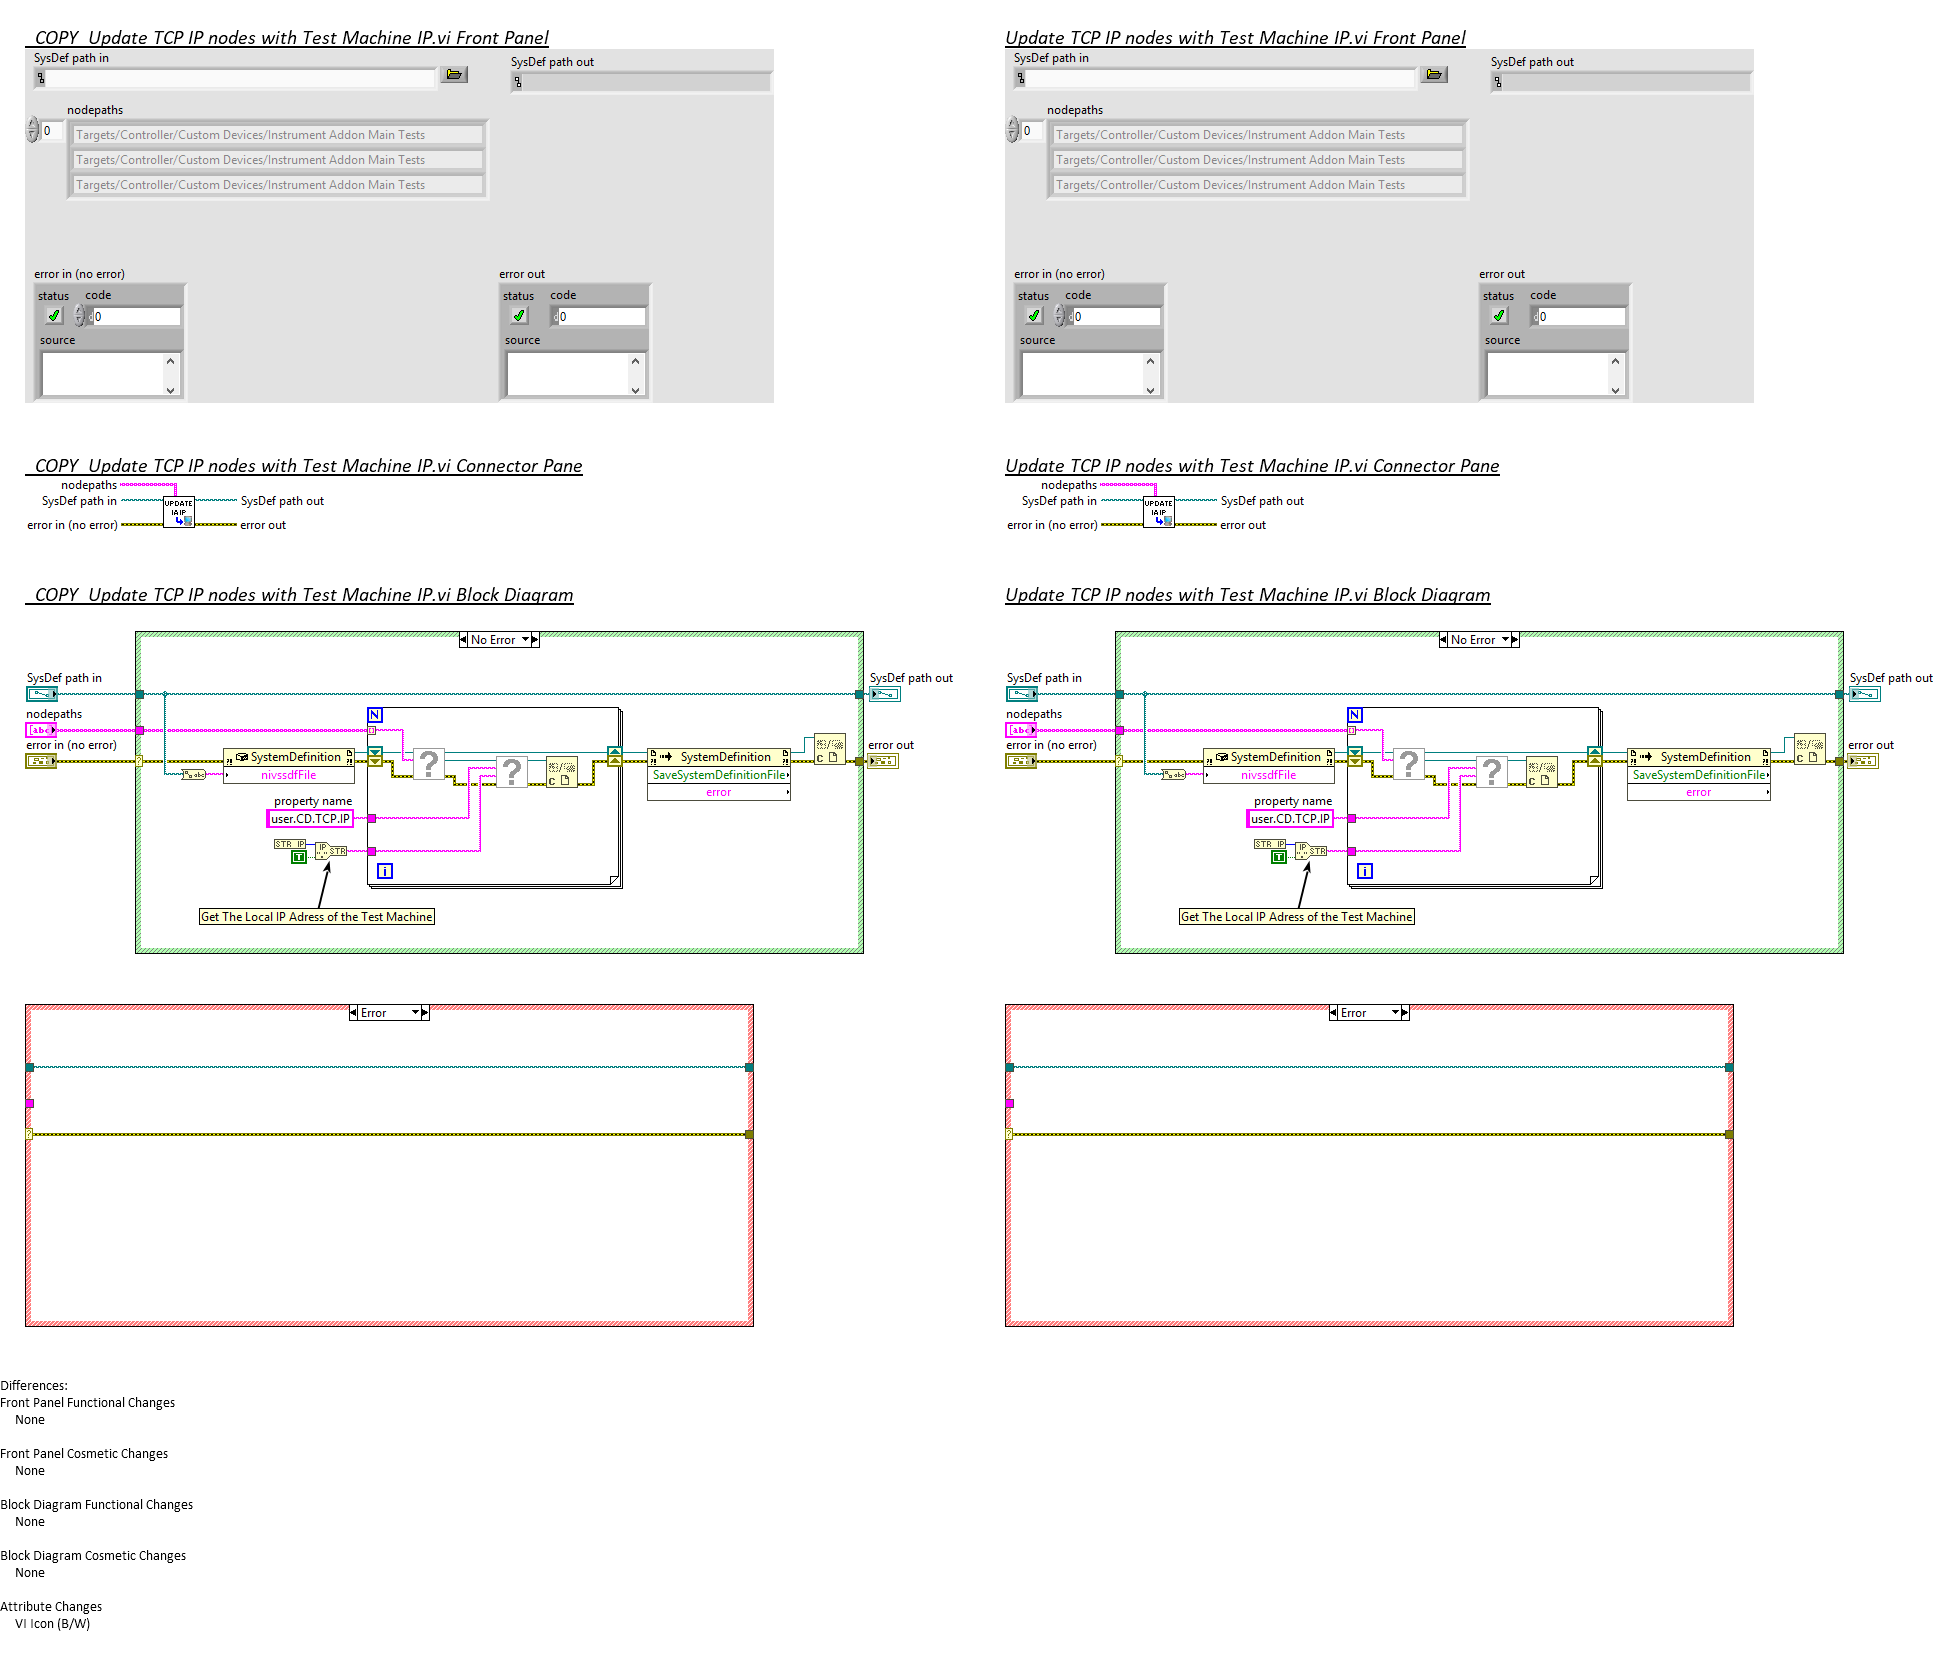 COPY  Update TCP IP nodes with Test Machine IP.vi Front Panel
SysDef path in
SysDef path out
nodepaths
0
Targets/Controller/Custom Devices/Instrument Addon Main Tests
Targets/Controller/Custom Devices/Instrument Addon Main Tests
Targets/Controller/Custom Devices/Instrument Addon Main Tests
error in (no error)
status
code
d
0
source
error out
status
code
d
0
source
Update TCP IP nodes with Test Machine IP.vi Front Panel
SysDef path in
SysDef path out
nodepaths
0
Targets/Controller/Custom Devices/Instrument Addon Main Tests
Targets/Controller/Custom Devices/Instrument Addon Main Tests
Targets/Controller/Custom Devices/Instrument Addon Main Tests
error in (no error)
status
code
d
0
source
error out
status
code
d
0
source
COPY  Update TCP IP nodes with Test Machine IP.vi Connector Pane
nodepaths
SysDef path in
SysDef path out
UPDATE
IA IP
error in (no error)
error out
Update TCP IP nodes with Test Machine IP.vi Connector Pane
nodepaths
SysDef path in
SysDef path out
UPDATE
IA IP
error in (no error)
error out
COPY  Update TCP IP nodes with Test Machine IP.vi Block Diagram
No Error
SysDef path in
SysDef path out
nodepaths
[abc]
error in (no error)
error out
?
N
abc
SystemDefinition
nivssdfFile
?
?
C
SystemDefinition
SaveSystemDefinitionFile
error
C
property name
user.CD.TCP.IP
STR IP
T
IP
STR
i
Get The Local IP Adress of the Test Machine
Error
?
Update TCP IP nodes with Test Machine IP.vi Block Diagram
No Error
SysDef path in
SysDef path out
nodepaths
[abc]
error in (no error)
error out
?
N
abc
SystemDefinition
nivssdfFile
?
?
C
SystemDefinition
SaveSystemDefinitionFile
error
C
property name
user.CD.TCP.IP
STR IP
T
IP
STR
i
Get The Local IP Adress of the Test Machine
Error
?
Differences:
Front Panel Functional Changes
None
Front Panel Cosmetic Changes
None
Block Diagram Functional Changes
None
Block Diagram Cosmetic Changes
None
Attribute Changes
VI Icon (B/W)